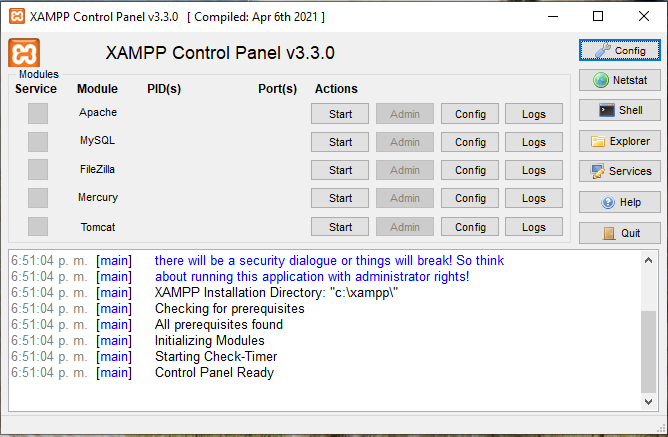 XAMPP Control Panel v3.3.0 [ Compiled: Apr 6th 2021 ]
XAMPP Control Panel v3.3.0
Config
Netstat
Shell
Explorer
Services
Help
Quit
Modules
Service Module PID(s) Port(s) Actions
Apache Start Admin Config Logs
MySQL Start Admin Config Logs
FileZilla Start Admin Config Logs
Mercury Start Admin Config Logs
Tomcat Start Admin Config Logs
6:51:04 p. m. [main] there will be a security dialogue or things will break! So think
6:51:04 p. m. [main] about running this application with administrator rights!
6:51:04 p. m. [main] XAMPP Installation Directory: "c:\xampp\"
6:51:04 p. m. [main] Checking for prerequisites
6:51:04 p. m. [main] All prerequisites found
6:51:04 p. m. [main] Initializing Modules
6:51:04 p. m. [main] Starting Check-Timer
6:51:04 p. m. [main] Control Panel Ready